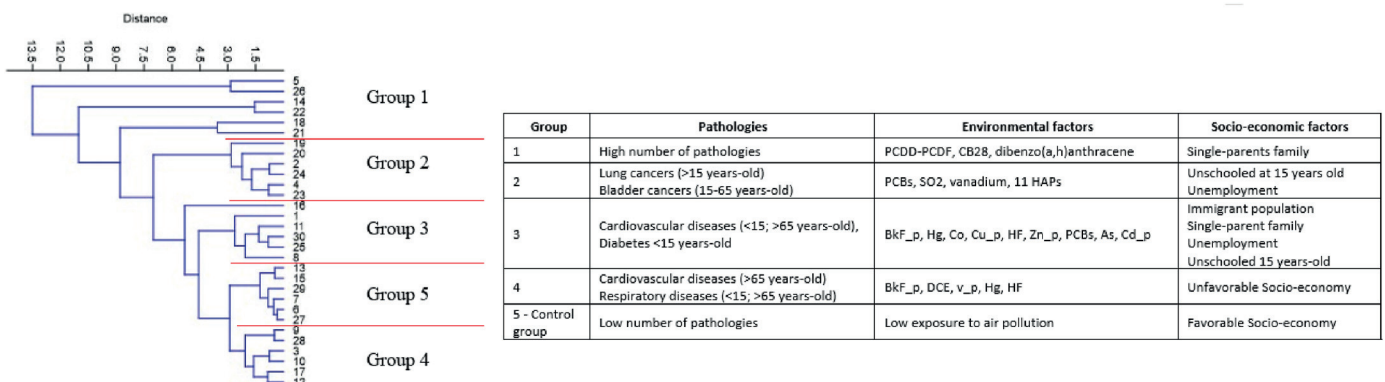 Distance
13.5 12.0 10.5 9.0 7.5 6.0 4.5 3.0 1.5
5
26
14
22
18
21
19
20
2
24
4
23
16
1
11
30
25
8
13
15
29
7
6
27
9
28
3
10
17
12
Group 1
Group 2
Group 3
Group 5
Group 4
Group Pathologies Environmental factors Socio-economic factors
1 High number of pathologies PCDD-PCDF, CB28, dibenzo(a,h)anthracene Single-parents family
2 Lung cancers (>15 years-old)
Bladder cancers (15-65 years-old) PCBs, SO2, vanadium, 11 HAPs Unschooled at 15 years old
Unemployment
3 Cardiovascular diseases (<15; >65 years-old),
Diabetes <15 years-old BkF_p, Hg, Co, Cu_p, HF, Zn_p, PCBs, As, Cd_p Immigrant population
Single-parent family
Unemployment
Unschooled 15 years-old
4 Cardiovascular diseases (>65 years-old)
Respiratory diseases (<15; >65 years-old) BkF_p, DCE, v_p, Hg, HF Unfavorable Socio-economy
5 - Control
group Low number of pathologies Low exposure to air pollution Favorable Socio-economy